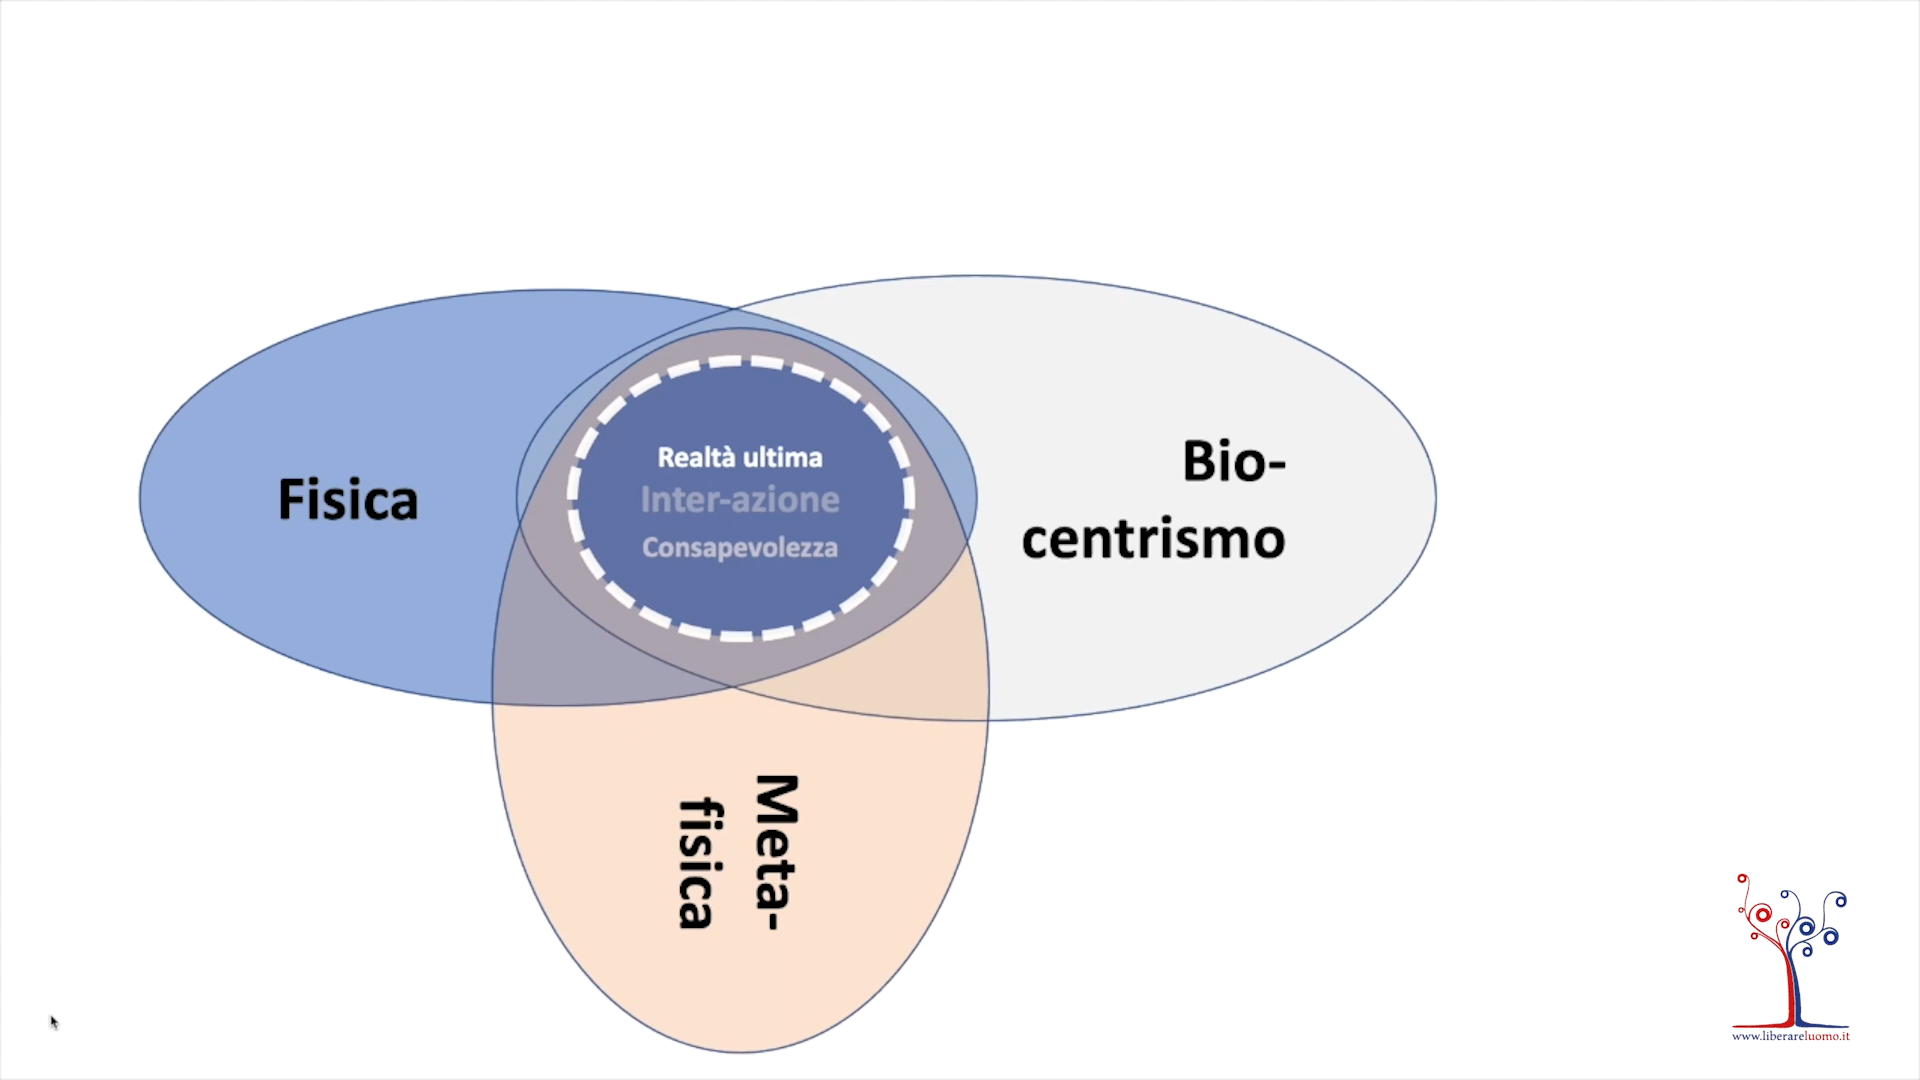 Fisica
Realtà ultima
Inter-azione
Consapevolezza
Bio-
centrismo
Meta-
fisica
www.liberareluomo.it